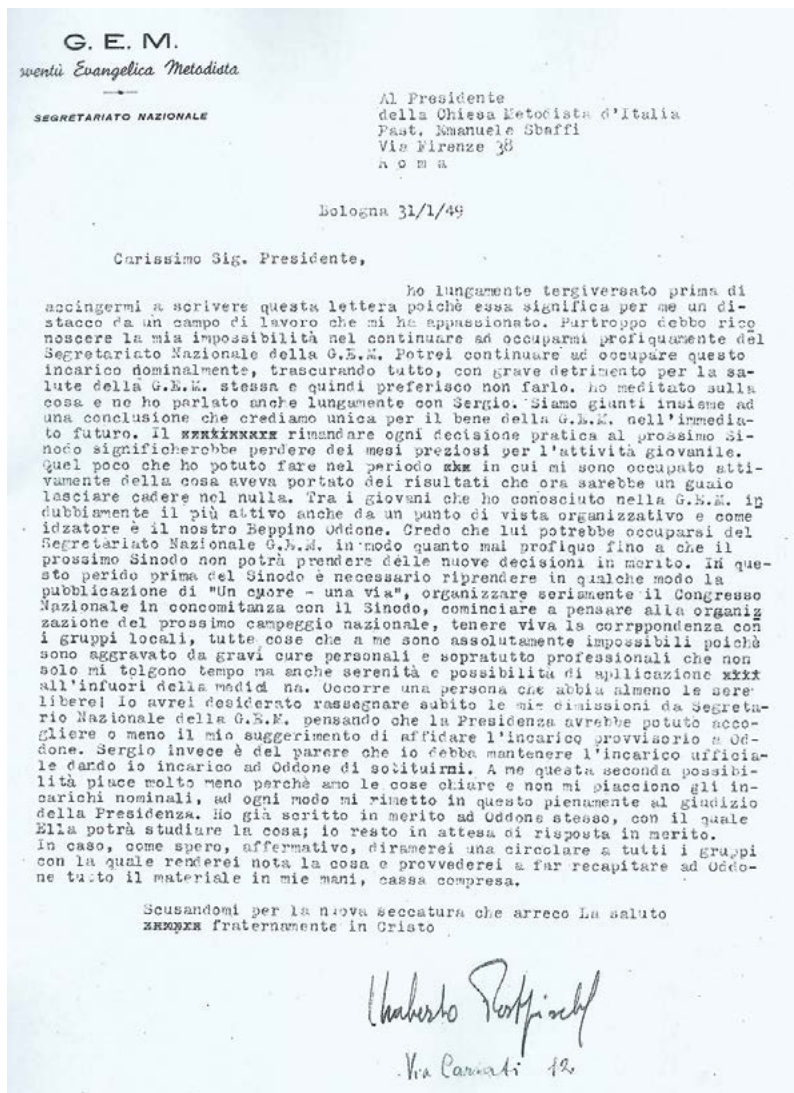 G. E. M.
ventù Evangelica Metodista
SEGRETARIATO NAZIONALE
Al Presidente
della Chiesa Metodista d'Italia
Past. Emanuele Sbaffi
Via Firenze 38
R o m a
Bologna 31/1/49
Carissimo Sig. Presidente,
ho lungamente tergiversato prima di
accingermi a scrivere questa lettera poichè essa significa per me un di-
stacco da un campo di lavoro che mi ha appassionato. Purtroppo debbo rico
noscere la mia impossibilità nel continuare ad occuparmi profiquamente del
Segretariato Nazionale della G.E.M. Potrei continuare ad occupare questo
incarico nominalmente, trascurando tutto, con grave detrimento per la sa-
lute della G.E.M. stessa e quindi preferisco non farlo. Ho meditato sulla
cosa e ne ho parlato anche lungamente con Sergio. Siamo giunti insieme ad
una conclusione che crediamo unica per il bene della G.E.M. nell'immedia-
to futuro. Il rimandare ogni decisione pratica al prossimo Si-
nodo significherebbe perdere dei mesi preziosi per l'attività giovanile.
Quel poco che ho potuto fare nel periodo in cui mi sono occupato atti-
vamente della cosa aveva portato dei risultati che ora sarebbe un guaio
lasciare cadere nel nulla. Tra i giovani che ho conosciuto nella G.E.M. in
dubbiamente il più attivo anche da un punto di vista organizzativo e come
idzatore è il nostro Beppino Oddone. Credo che lui potrebbe occuparsi del
Segretariato Nazionale G.E.M. in modo quanto mai profiquo fino a che il
prossimo Sinodo non potrà prendere delle nuove decisioni in merito. In que-
sto perido prima del Sinodo è necessario riprendere in qualche modo la
pubblicazione di "Un cuore - una via", organizzare seriamente il Congresso
Nazionale in concomitanza con il Sinodo, cominciare a pensare alla organiz
zazione del prossimo campeggio nazionale, tenere viva la corrppondenza con
i gruppi locali, tutte cose che a me sono assolutamente impossibili poichè
sono aggravato da gravi cure personali e sopratutto professionali che non
solo mi tolgono tempo ma anche serenità e possibilità di apllicazione
all'infuori della medici na. Occorre una persona che abbia almeno le sere
libere! Io avrei desiderato rassegnare subito le mie dimissioni da Segreta-
rio Nazionale della G.E.M. pensando che la Presidenza avrebbe potuto acco-
gliere o meno il mio suggerimento di affidare l'incarico provvisorio a Od-
done. Sergio invece è del parere che io debba mantenere l'incarico ufficia-
le dando io incarico ad Oddone di sotituirmi. A me questa seconda possibi-
lità piace molto meno perchè amo le cose chiare e non mi piacciono gli in-
carichi nominali, ad ogni modo mi rimetto in questo pienamente al giudizio
della Presidenza. Ho già scritto in merito ad Oddone stesso, con il quale
Ella potrà studiare la cosa; io resto in attesa di risposta in merito.
In caso, come spero, affermativo, diramerei una circolare a tutti i gruppi
con la quale renderei nota la cosa e provvederei a far recapitare ad Oddo-
ne tutto il materiale in mie mani, cassa compresa.
Scusandomi per la nuova seccatura che arreco La saluto
fraternamente in Cristo
Umberto
Via 12